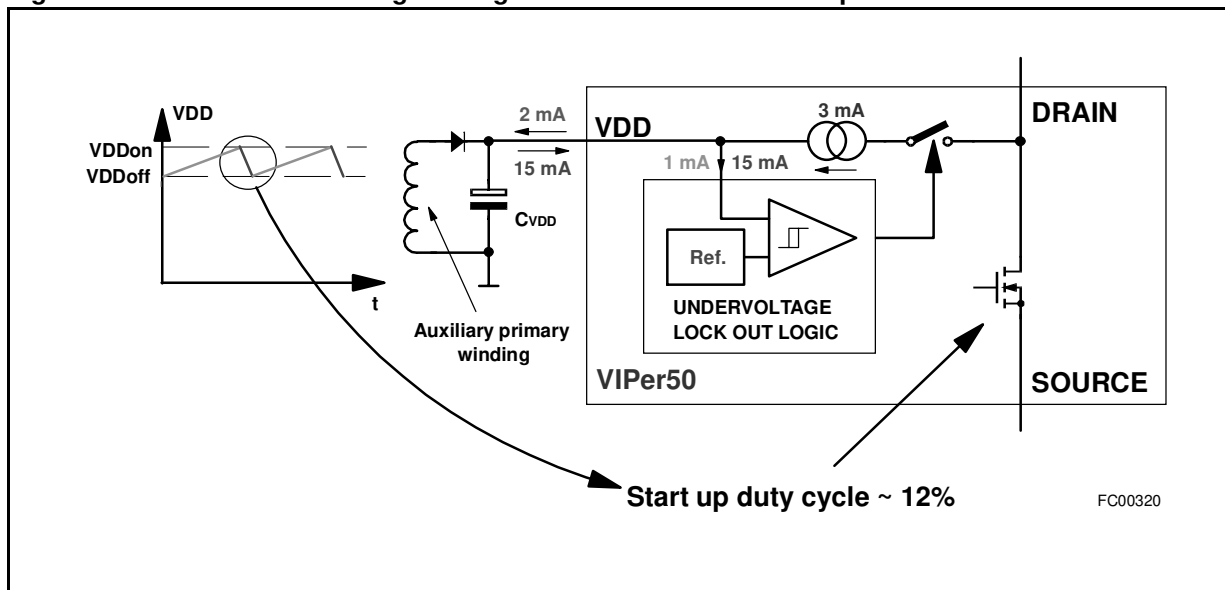 VDD
VDDon
VDDoff
t
2 mA
15 mA
CVDD
Auxiliary primary
winding
VDD
3 mA
DRAIN
1 mA
15 mA
Ref.
UNDERVOLTAGE
LOCK OUT LOGIC
VIPer50
SOURCE
Start up duty cycle ~ 12%
FC00320